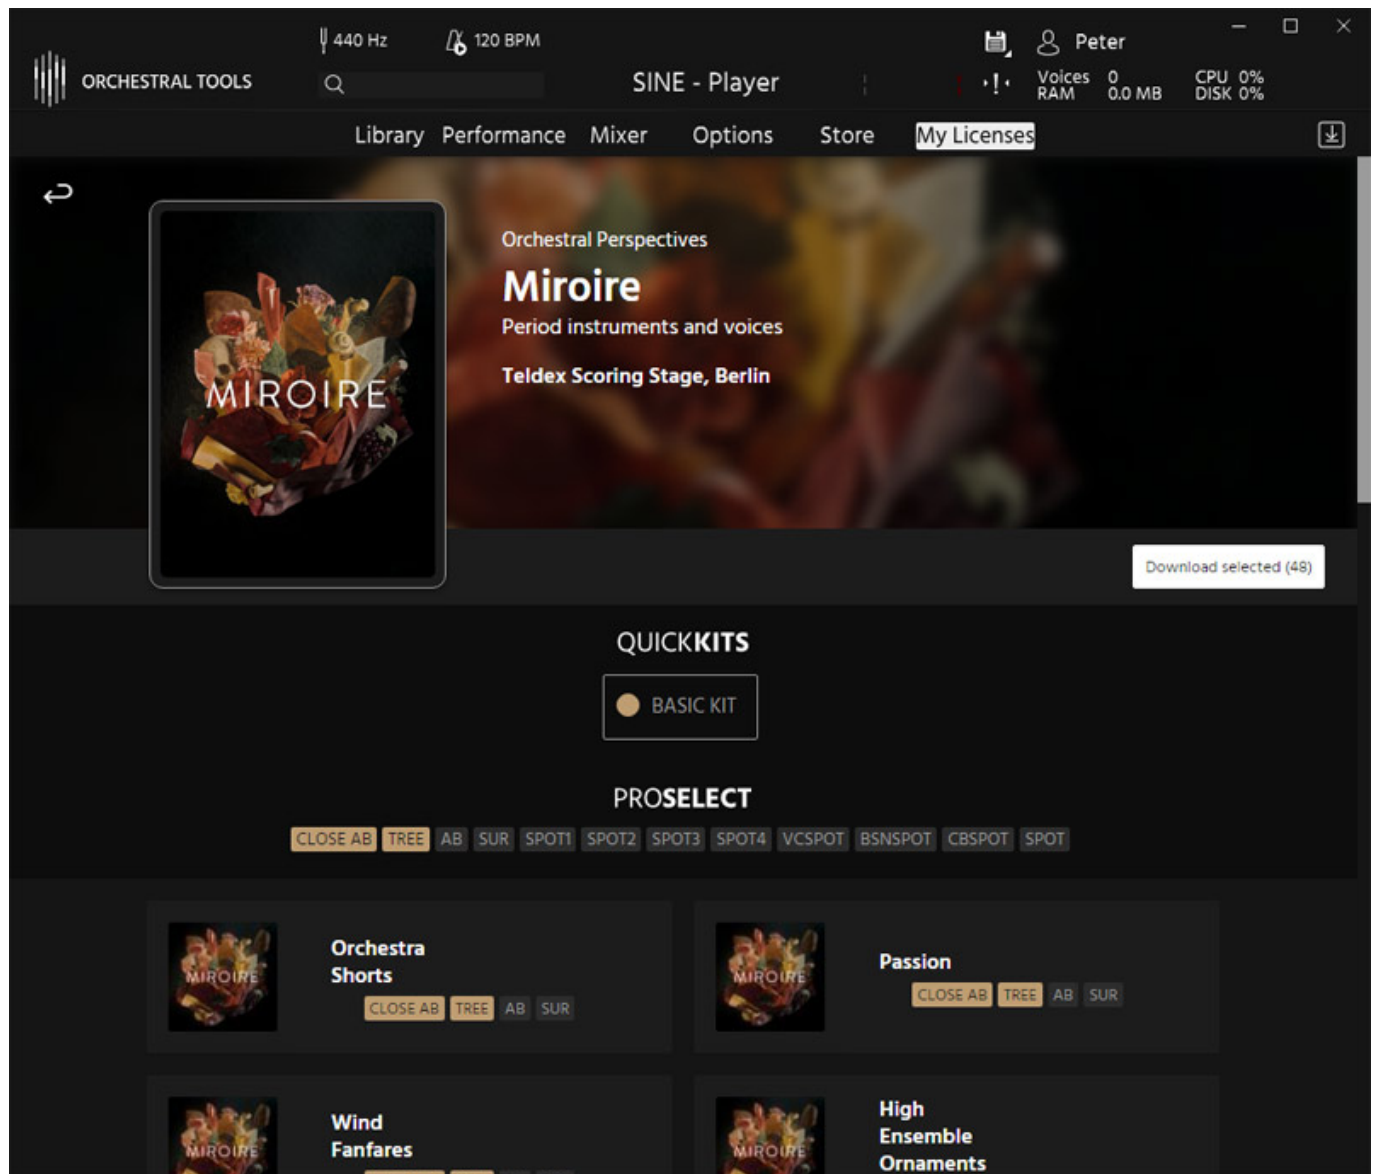 440 Hz
120 BPM
Peter
ORCHESTRAL TOOLS
SINE - Player
Voices 0
RAM 0.0 MB
CPU 0%
DISK 0%
Library Performance Mixer Options Store My Licenses
Orchestral Perspectives
Miroire
Period instruments and voices
Teldex Scoring Stage, Berlin
MIROIRE
Download selected (48)
QUICKKITS
BASIC KIT
PROSELECT
CLOSE AB TREE AB SUR SPOT1 SPOT2 SPOT3 SPOT4 VCSPOT BSNSPOT CBSPOT SPOT
MIROIRE
Orchestra
Shorts
CLOSE AB TREE AB SUR
MIROIRE
Passion
CLOSE AB TREE AB SUR
MIROIRE
Wind
Fanfares
MIROIRE
High
Ensemble
Ornaments